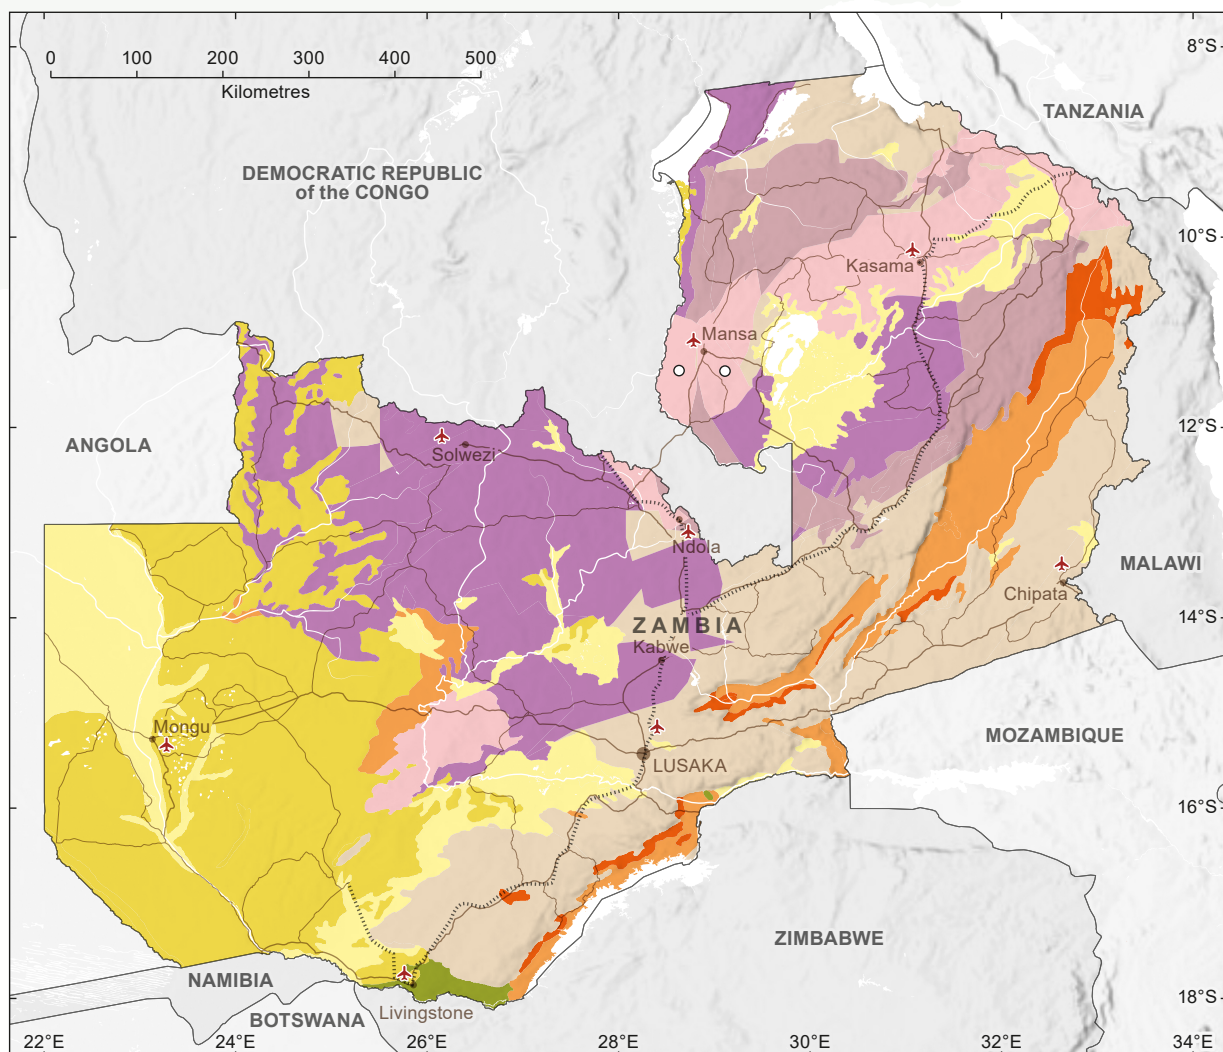 0 100 200 300 400 500
Kilometres
8°S
TANZANIA
DEMOCRATIC REPUBLIC
of the CONGO
10°S
Kasama
Mansa
12°S
ANGOLA
Solwezi
Ndola
MALAWI
Chipata
14°S
ZAMBIA
Kabwe
Mongu
MOZAMBIQUE
LUSAKA
16°S
ZIMBABWE
NAMIBIA
18°S
Livingstone
BOTSWANA
22°E 24°E 26°E 28°E 30°E 32°E 34°E